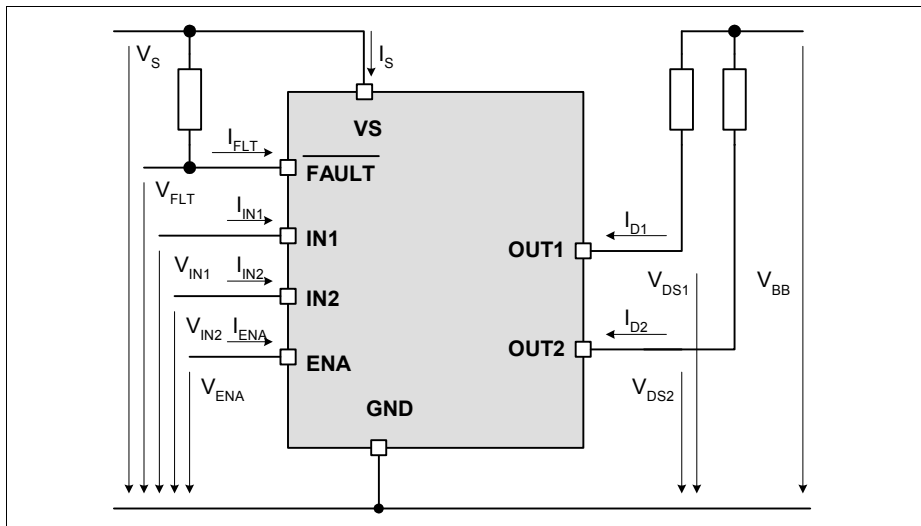 V_S
I_S
VS
I_FLT
FAULT
V_FLT
I_IN1
IN1
OUT1
I_D1
V_IN1
I_IN2
IN2
V_DS1
V_BB
V_IN2
I_ENA
ENA
OUT2
I_D2
V_ENA
GND
V_DS2